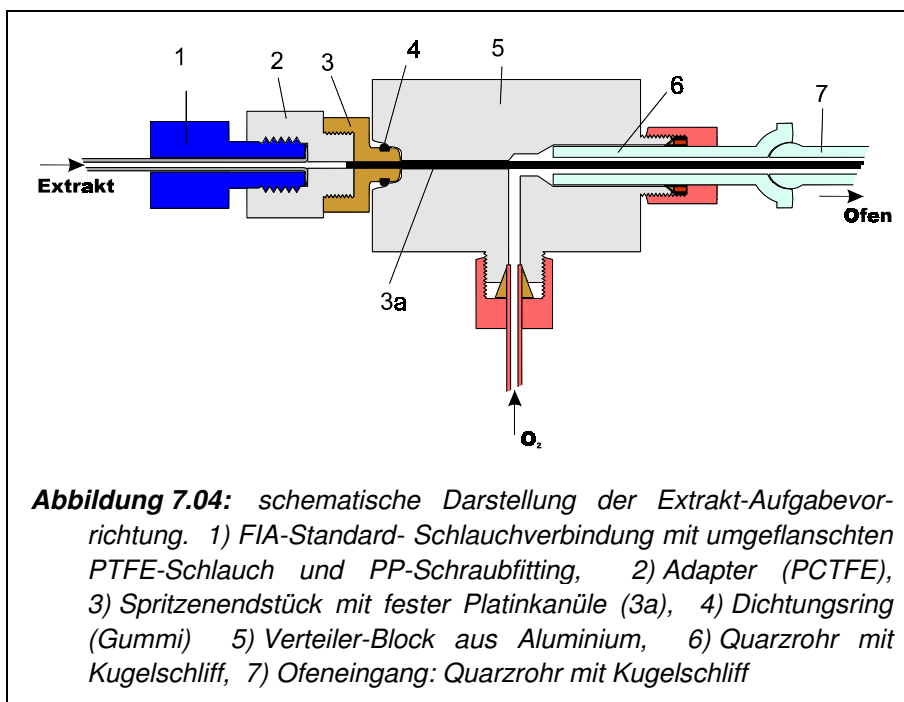 1
2
3
4
5
6
7
Extrakt
Ofen
3a
O₂
Abbildung 7.04: schematische Darstellung der Extrakt-Aufgabevor-
richtung. 1) FIA-Standard- Schlauchverbindung mit umgeflanschten
PTFE-Schlauch und PP-Schraubfitting, 2) Adapter (PCTFE),
3) Spritzenendstück mit fester Platinkanüle (3a), 4) Dichtungsring
(Gummi) 5) Verteiler-Block aus Aluminium, 6) Quarzrohr mit
Kugelschliff, 7) Ofeneingang: Quarzrohr mit Kugelschliff